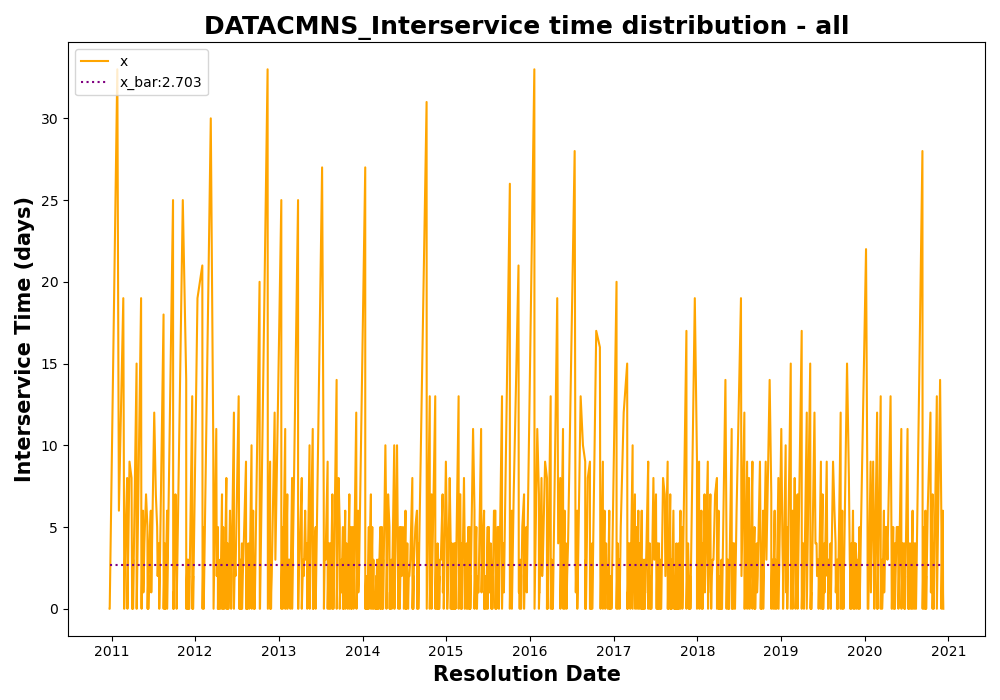 DATACMNS_Interservice time distribution - all
x
x_bar:2.703
Interservice Time (days)
30
25
20
15
10
5
0
2011 2012 2013 2014 2015 2016 2017 2018 2019 2020 2021
Resolution Date